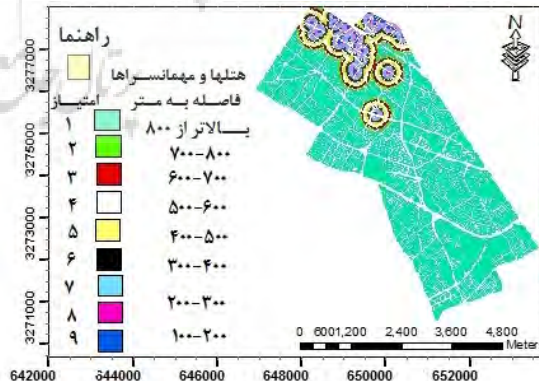 راهنما
هتلها و مهمانسراها
امتیاز فاصله به متر
۱ بالاتر از ۸۰۰
۲ ۷۰۰-۸۰۰
۳ ۶۰۰-۷۰۰
۴ ۵۰۰-۶۰۰
۵ ۴۰۰-۵۰۰
۶ ۳۰۰-۴۰۰
۷ ۲۰۰-۳۰۰
۸
۹ ۱۰۰-۲۰۰
N
0 600 1,200 2,400 3,600 4,800
Meter
3277000
3275000
3273000
3271000
642000 644000 646000 648000 650000 652000